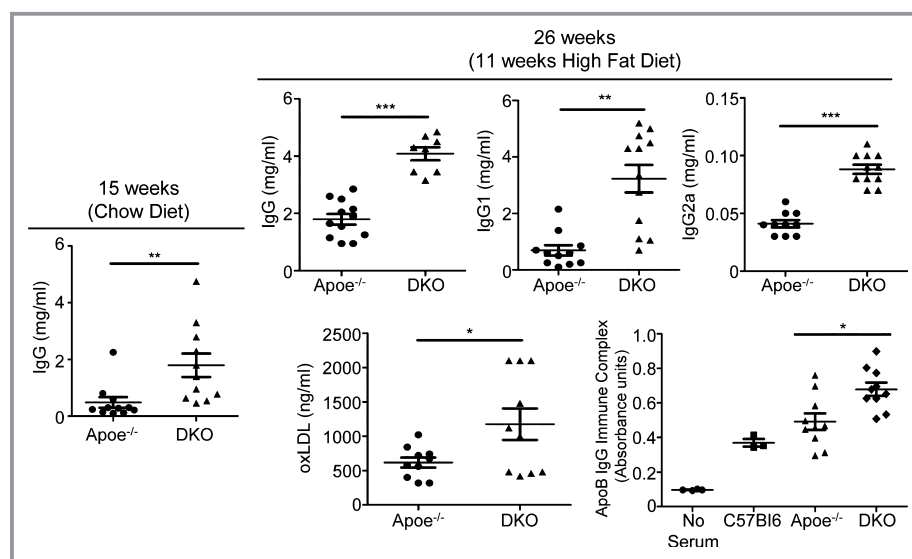 26 weeks
(11 weeks High Fat Diet)
15 weeks
(Chow Diet)
IgG (mg/ml)
6
4
2
0
**
Apoe-/-
DKO
IgG (mg/ml)
6
4
2
0
***
Apoe-/-
DKO
IgG1 (mg/ml)
6
4
2
0
**
Apoe-/-
DKO
IgG2a (mg/ml)
0.15
0.10
0.05
0
***
Apoe-/-
DKO
oxLDL (ng/ml)
2500
2000
1500
1000
500
0
*
Apoe-/-
DKO
ApoB IgG Immune Complex
(Absorbance units)
1.0
0.8
0.6
0.4
0.2
0
*
No
Serum
C57Bl6
Apoe-/-
DKO